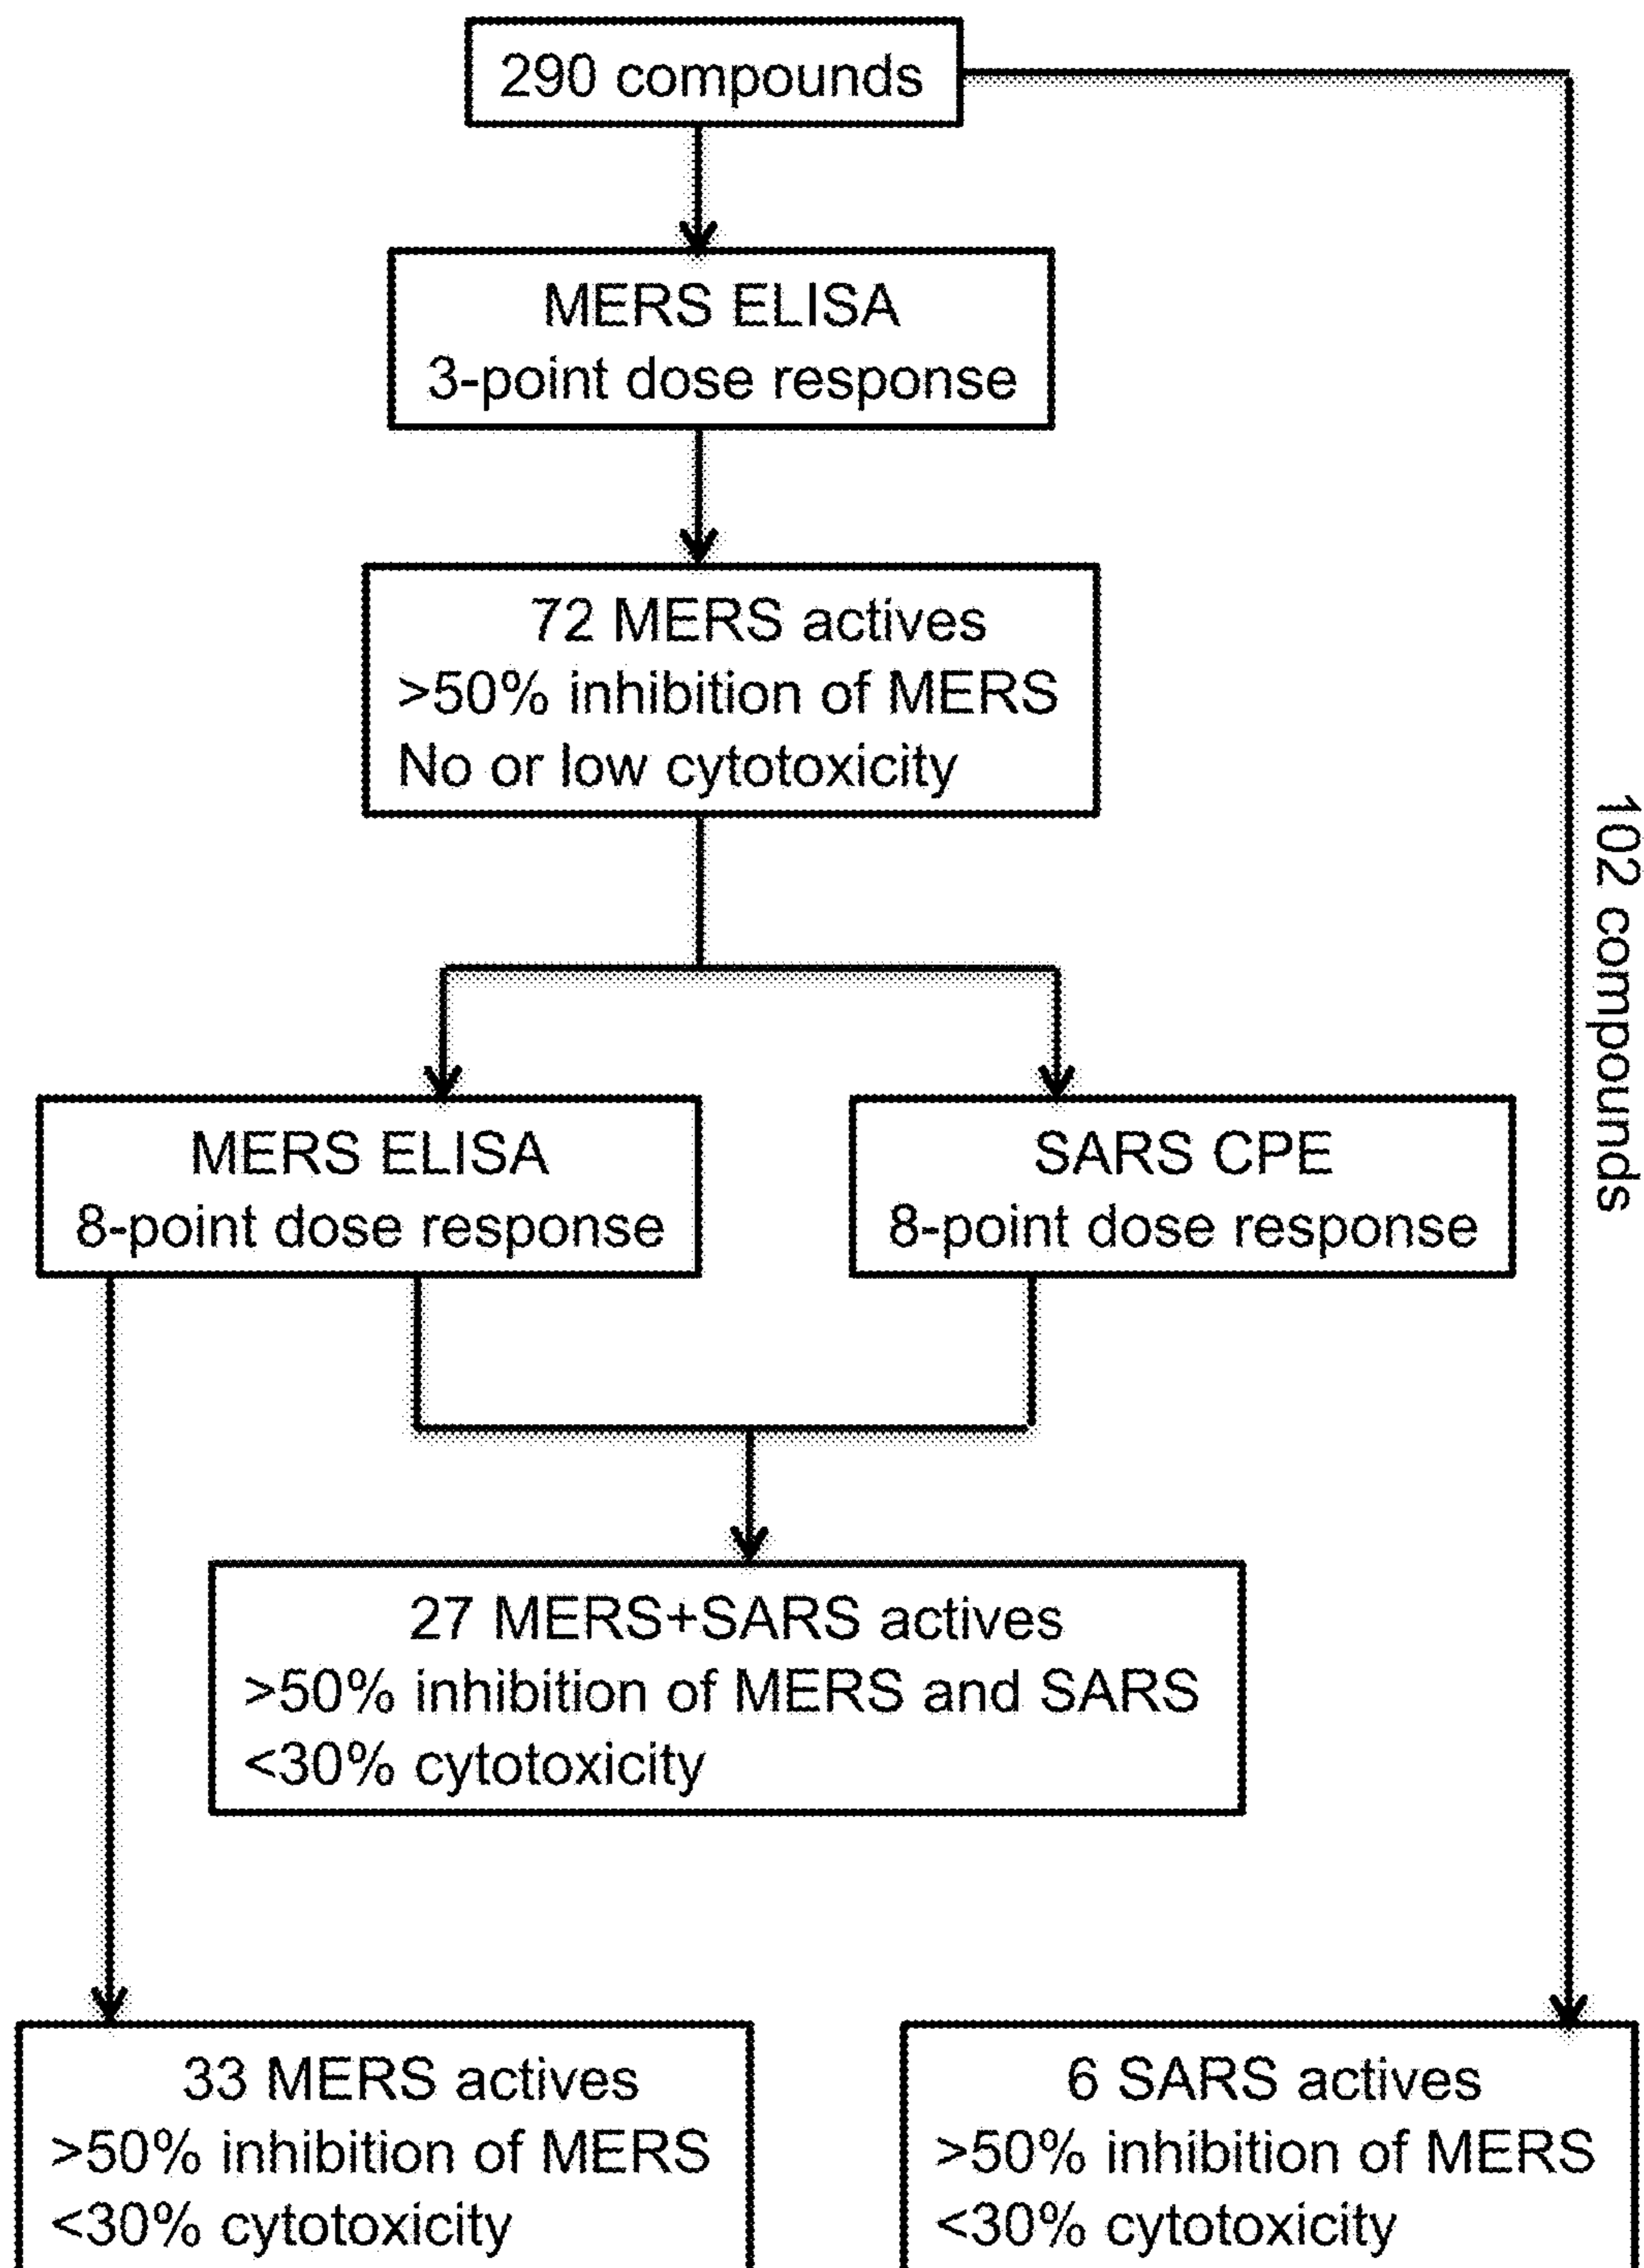 290 compounds
MERS ELISA
3-point dose response
72 MERS actives
>50% inhibition of MERS
No or low cytotoxicity
102 compounds
MERS ELISA
8-point dose response
SARS CPE
8-point dose response
27 MERS+SARS actives
>50% inhibition of MERS and SARS
<30% cytotoxicity
33 MERS actives
>50% inhibition of MERS
<30% cytotoxicity
6 SARS actives
>50% inhibition of MERS
<30% cytotoxicity